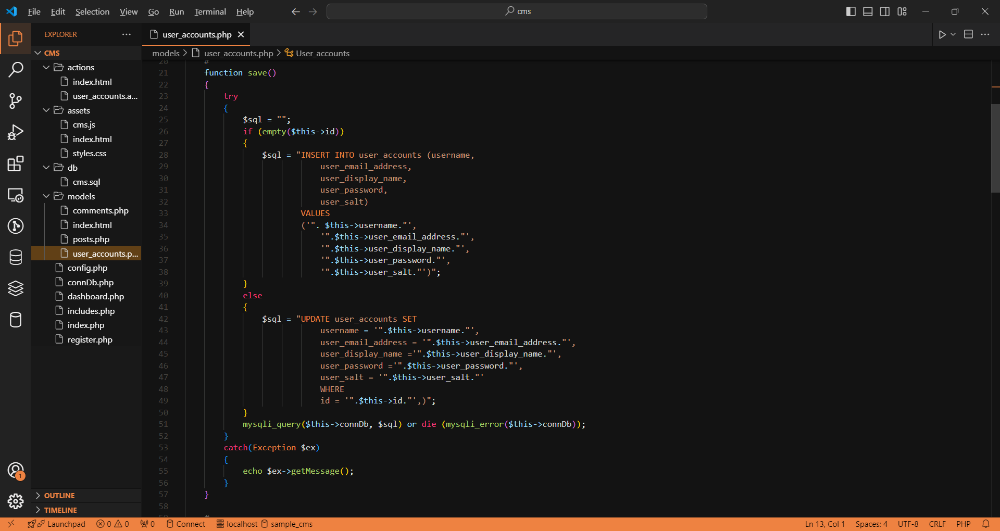 File Edit Selection View Go Run Terminal Help
cms
EXPLORER
user_accounts.php
CMS
models > user_accounts.php > User_accounts
actions
index.html
user_accounts.a...
assets
cms.js
index.html
styles.css
db
cms.sql
models
comments.php
index.html
posts.php
user_accounts.p...
config.php
connDb.php
dashboard.php
includes.php
index.php
register.php
OUTLINE
TIMELINE
20 #
21 function save()
22 {
23 try
24 {
25 $sql = "";
26 if (empty($this->id))
27 {
28 $sql = "INSERT INTO user_accounts (username,
29 user_email_address,
30 user_display_name,
31 user_password,
32 user_salt)
33 VALUES
34 ('". $this->username."',
35 '".$this->user_email_address."',
36 '".$this->user_display_name."',
37 '".$this->user_password."',
38 '".$this->user_salt."')";
39 }
40 else
41 {
42 $sql = "UPDATE user_accounts SET
43 username = '".$this->username."',
44 user_email_address = '".$this->user_email_address."',
45 user_display_name ='".$this->user_display_name."',
46 user_password ='".$this->user_password."',
47 user_salt = '".$this->user_salt."'
48 WHERE
49 id = '".$this->id."',)";
50 }
51 mysqli_query($this->connDb, $sql) or die (mysqli_error($this->connDb));
52 }
53 catch(Exception $ex)
54 {
55 echo $ex->getMessage();
56 }
57 }
58
1
Launchpad 0 0 0 Connect localhost sample_cms Ln 13, Col 1 Spaces: 4 UTF-8 CRLF PHP